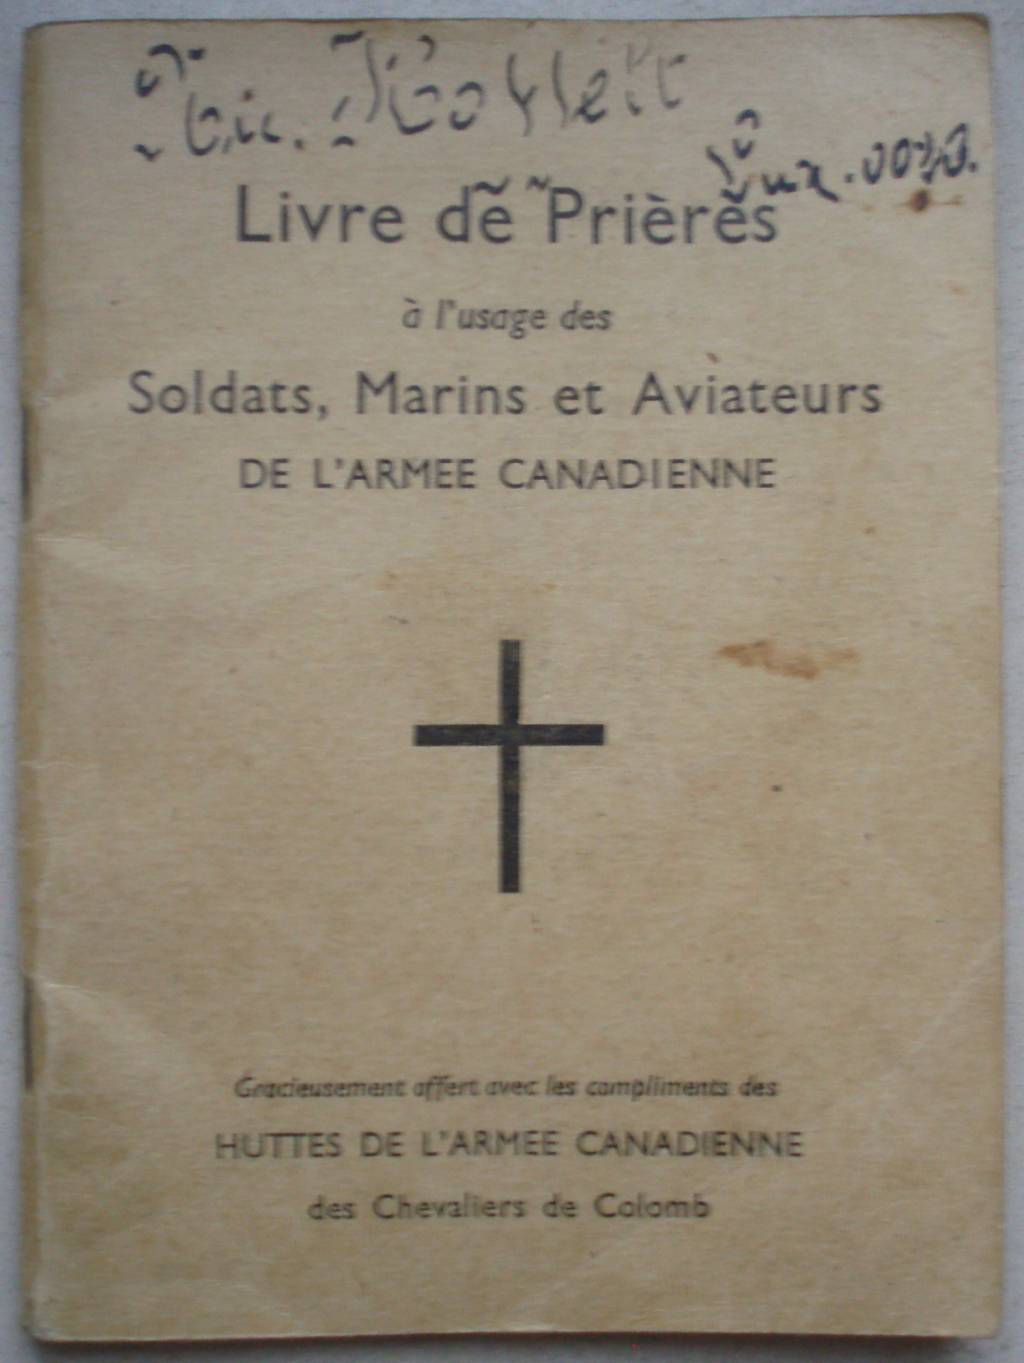 Livre de Prières
à l'usage des
Soldats, Marins et Aviateurs
DE L'ARMEE CANADIENNE
Gracieusement offert avec les compliments des
HUTTES DE L'ARMEE CANADIENNE
des Chevaliers de Colomb